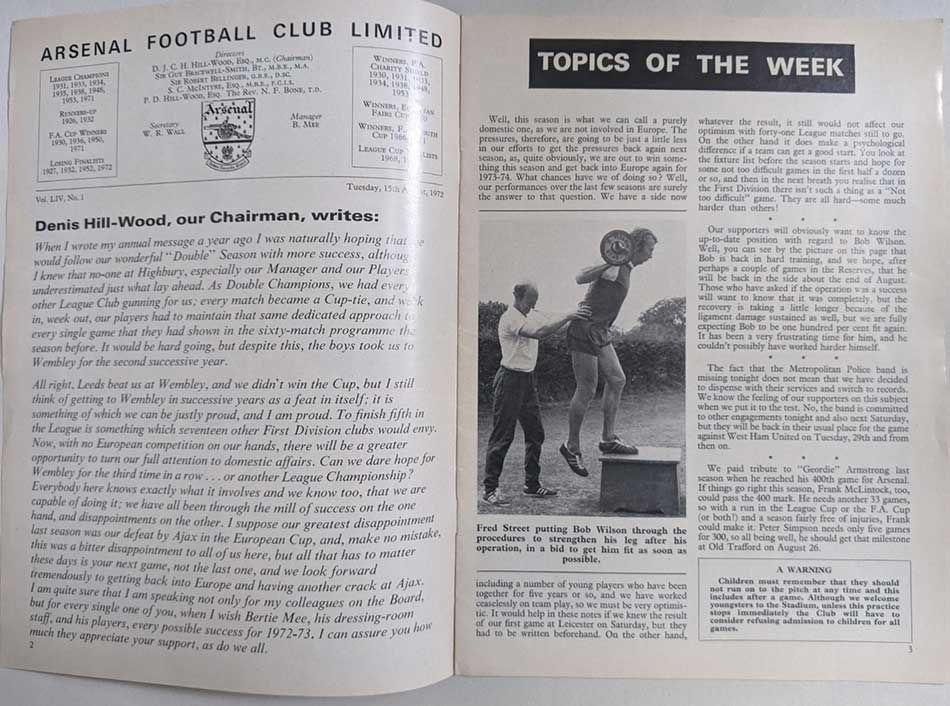 ARSENAL FOOTBALL CLUB LIMITED
Directors
D. J. C. H. HILL-WOOD, ESQ., M.C. (Chairman)
SIR GUY BRACEWELL-SMITH, BT., M.B.E., M.A.
SIR ROBERT BELLINGER, G.B.E., D.SC.
S. C. MCINTYRE, ESQ., M.B.E., F.C.I.S.
P. D. HILL-WOOD, ESQ. THE REV. N. F. BONE, T.D.
LEAGUE CHAMPIONS
1931, 1933, 1934,
1935, 1938, 1948,
1953, 1971
RUNNERS-UP
1926, 1932
F.A. CUP WINNERS
1930, 1936, 1950,
1971
LOSING FINALISTS
1927, 1932, 1952, 1972
Secretary
W. R. WALL
Arsenal
Manager
B. MEE
WINNERS, F.A.
CHARITY SHIELD
1930, 1931, 1933,
1934, 1938, 1948,
1953
WINNERS,
FAIRS CUP
WINNERS, YOUTH
CUP 1966
LEAGUE CUP
1968,
Vol. LIV, No. 1
Tuesday, 15th August, 1972
Denis Hill-Wood, our Chairman, writes:
When I wrote my annual message a year ago I was naturally hoping that we
would follow our wonderful "Double" Season with more success, although
I knew that no-one at Highbury, especially our Manager and our Players
underestimated just what lay ahead. As Double Champions, we had every
other League Club gunning for us; every match became a Cup-tie, and week
in, week out, our players had to maintain that same dedicated approach to
every single game that they had shown in the sixty-match programme the
season before. It would be hard going, but despite this, the boys took us to
Wembley for the second successive year.
All right, Leeds beat us at Wembley, and we didn't win the Cup, but I still
think of getting to Wembley in successive years as a feat in itself; it is
something of which we can be justly proud, and I am proud. To finish fifth in
the League is something which seventeen other First Division clubs would envy.
Now, with no European competition on our hands, there will be a greater
opportunity to turn our full attention to domestic affairs. Can we dare hope for
Wembley for the third time in a row . . . or another League Championship?
Everybody here knows exactly what it involves and we know too, that we are
capable of doing it; we have all been through the mill of success on the one
hand, and disappointments on the other. I suppose our greatest disappointment
last season was our defeat by Ajax in the European Cup, and, make no mistake,
this was a bitter disappointment to all of us here, but all that has to matter
these days is your next game, not the last one, and we look forward
tremendously to getting back into Europe and having another crack at Ajax.
I am quite sure that I am speaking not only for my colleagues on the Board,
but for every single one of you, when I wish Bertie Mee, his dressing-room
staff, and his players, every possible success for 1972-73. I can assure you how
much they appreciate your support, as do we all.
2
TOPICS OF THE WEEK
Well, this season is what we can call a purely
domestic one, as we are not involved in Europe. The
pressures, therefore, are going to be just a little less
in our efforts to get the pressures back again next
season, as, quite obviously, we are out to win some-
thing this season and get back into Europe again for
1973-74. What chances have we of doing so? Well,
our performances over the last few seasons are surely
the answer to that question. We have a side now
Fred Street putting Bob Wilson through the
procedures to strengthen his leg after his
operation, in a bid to get him fit as soon as
possible.
including a number of young players who have been
together for five years or so, and we have worked
ceaselessly on team play, so we must be very optimis-
tic. It would help in these notes if we knew the result
of our first game at Leicester on Saturday, but they
had to be written beforehand. On the other hand,
whatever the result, it still would not affect our
optimism with forty-one League matches still to go.
On the other hand it does make a psychological
difference if a team can get a good start. You look at
the fixture list before the season starts and hope for
some not too difficult games in the first half a dozen
or so, and then in the next breath you realise that in
the First Division there isn't such a thing as a "Not
too difficult" game. They are all hard—some much
harder than others!
* * *
Our supporters will obviously want to know the
up-to-date position with regard to Bob Wilson.
Well, you can see by the picture on this page that
Bob is back in hard training, and we hope, after
perhaps a couple of games in the Reserves, that he
will be back in the side about the end of August.
Those who have asked if the operation was a success
will want to know that it was completely, but the
recovery is taking a little longer because of the
ligament damage sustained as well, but we are fully
expecting Bob to be one hundred per cent fit again.
It has been a very frustrating time for him, and he
couldn't possibly have worked harder himself.
* * *
The fact that the Metropolitan Police band is
missing tonight does not mean that we have decided
to dispense with their services and switch to records.
We know the feeling of our supporters on this subject
when we put it to the test. No, the band is committed
to other engagements tonight and also next Saturday,
but they will be back in their usual place for the game
against West Ham United on Tuesday, 29th and from
then on.
* * *
We paid tribute to "Geordie" Armstrong last
season when he reached his 400th game for Arsenal.
If things go right this season, Frank McLintock, too,
could pass the 400 mark. He needs another 33 games,
so with a run in the League Cup or the F.A. Cup
(or both!) and a season fairly free of injuries, Frank
could make it. Peter Simpson needs only five games
for 300, so all being well, he should get that milestone
at Old Trafford on August 26.
A WARNING
Children must remember that they should
not run on to the pitch at any time and this
includes after a game. Although we welcome
youngsters to the Stadium, unless this practice
stops immediately the Club will have to
consider refusing admission to children for all
games.
3